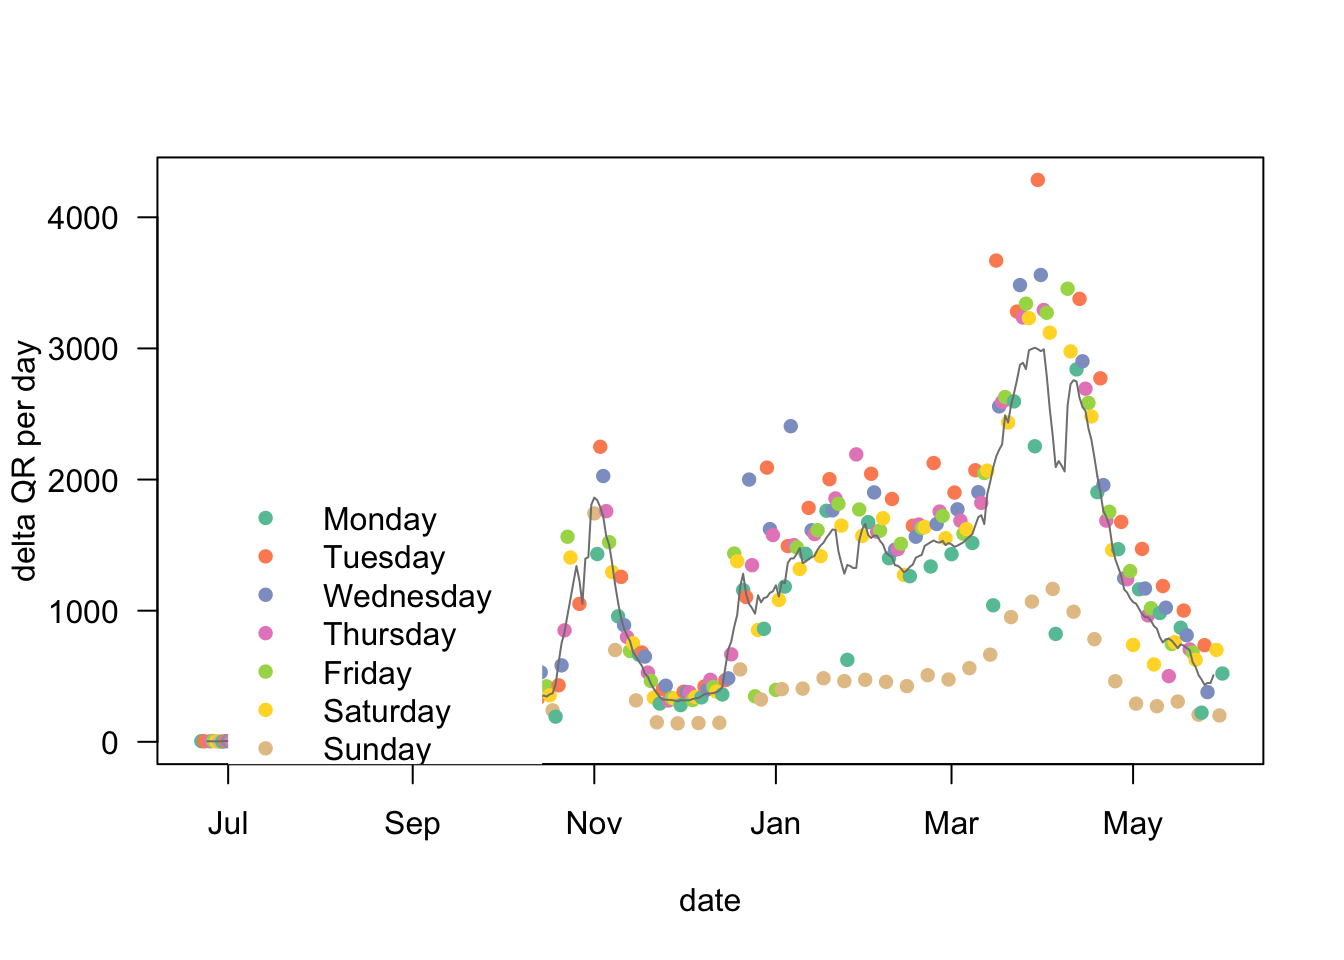 4000
3000
2000
1000
0
delta QR per day
Monday
Tuesday
Wednesday
Thursday
Friday
Saturday
Sunday
Jul Sep Nov Jan Mar May
date